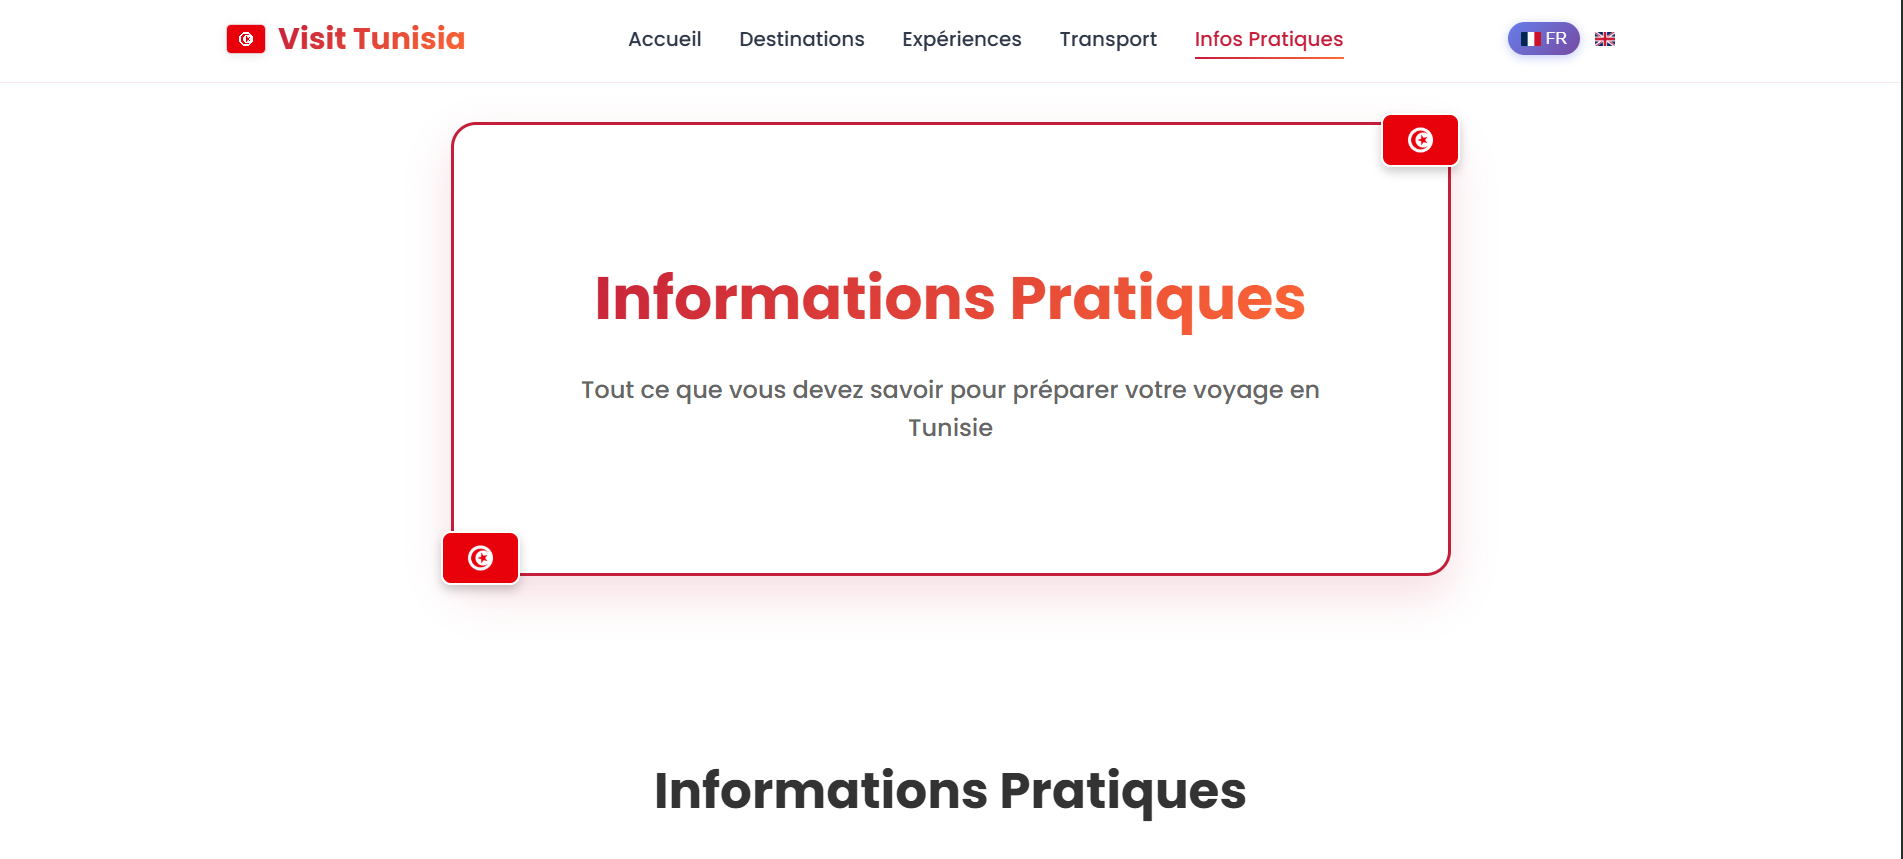 Visit Tunisia
Accueil
Destinations
Expériences
Transport
Infos Pratiques
FR
Informations Pratiques
Tout ce que vous devez savoir pour préparer votre voyage en
Tunisie
Informations Pratiques